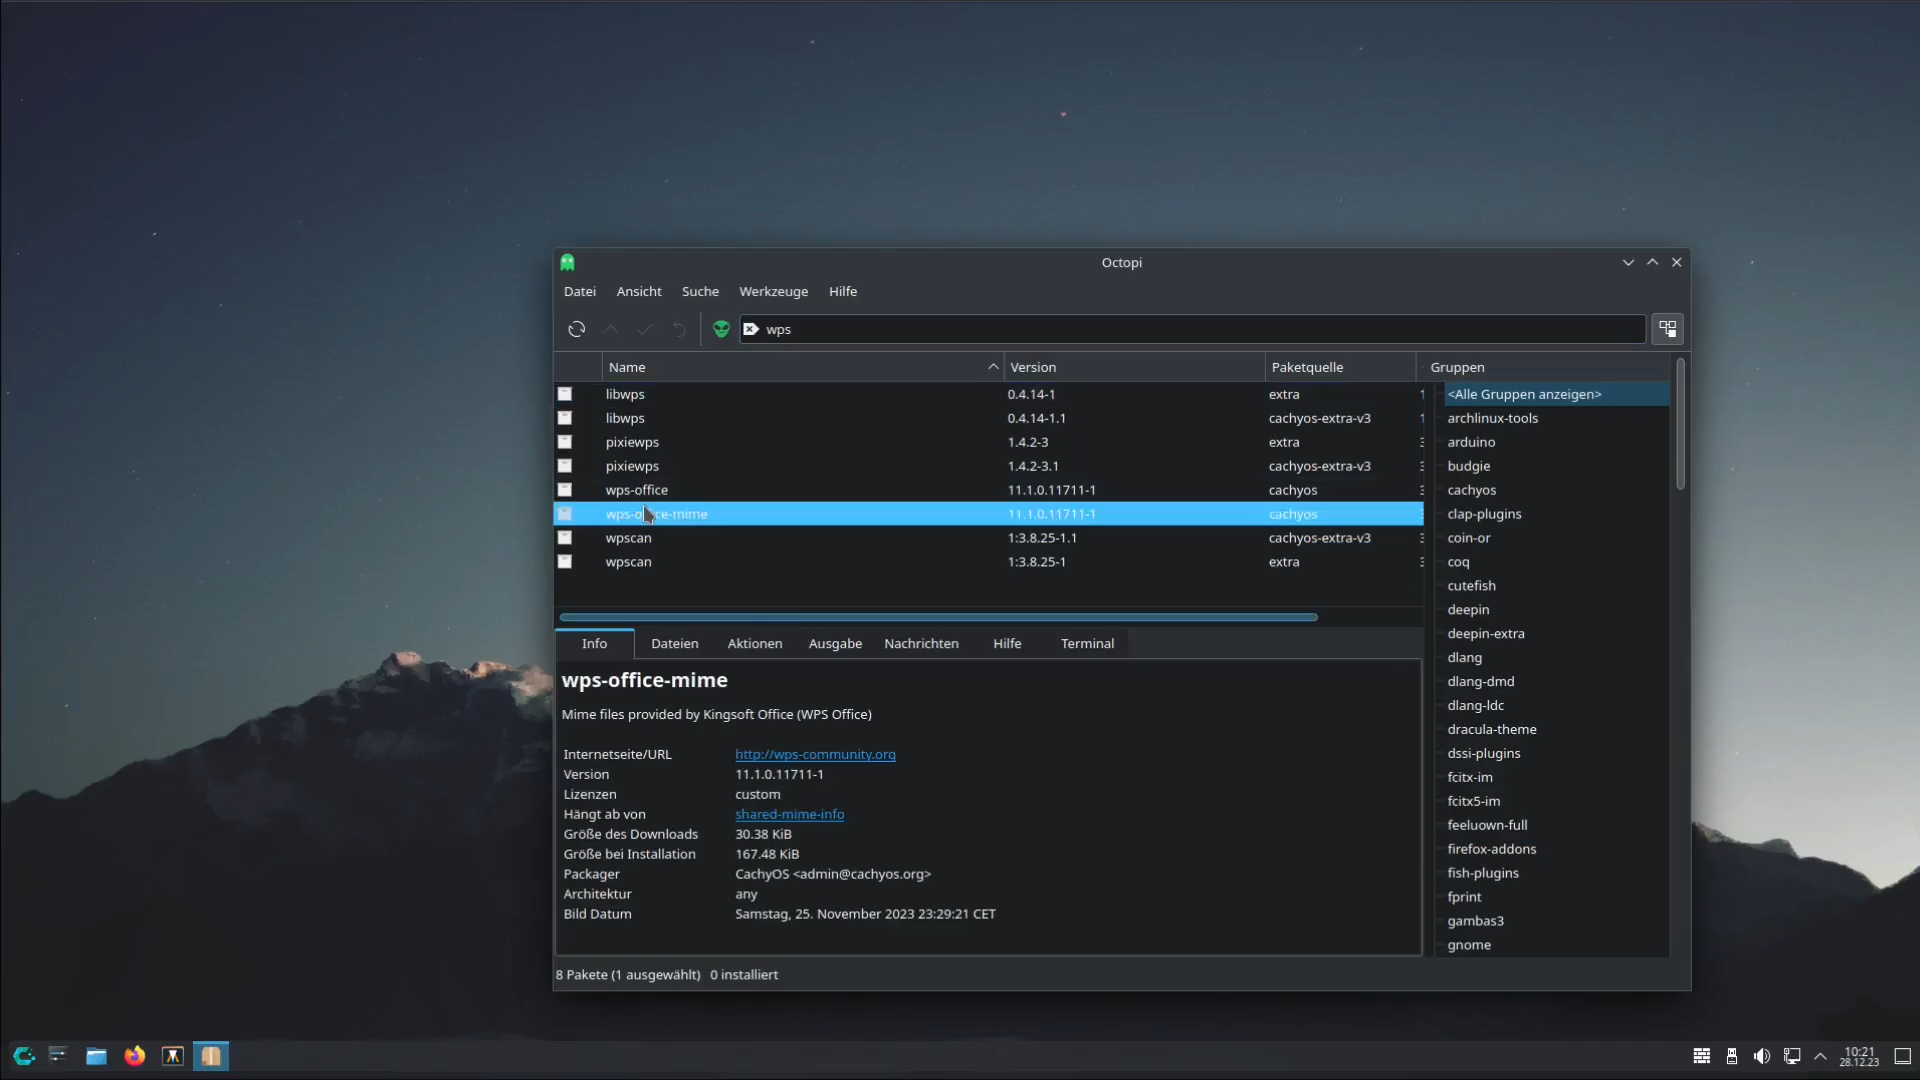 Octopi
Datei Ansicht Suche Werkzeuge Hilfe
wps
Name Version Paketquelle Gruppen
libwps 0.4.14-1 extra
libwps 0.4.14-1.1 cachyos-extra-v3
pixiewps 1.4.2-3 extra
pixiewps 1.4.2-3.1 cachyos-extra-v3
wps-office 11.1.0.11711-1 cachyos
wps-office-mime 11.1.0.11711-1 cachyos
wpscan 1:3.8.25-1.1 cachyos-extra-v3
wpscan 1:3.8.25-1 extra
<Alle Gruppen anzeigen>
archlinux-tools
arduino
budgie
cachyos
clap-plugins
coin-or
coq
cutefish
deepin
deepin-extra
dlang
dlang-dmd
dlang-ldc
dracula-theme
dssi-plugins
fcitx-im
fcitx5-im
feeluown-full
firefox-addons
fish-plugins
fprint
gambas3
gnome
Info Dateien Aktionen Ausgabe Nachrichten Hilfe Terminal
wps-office-mime
Mime files provided by Kingsoft Office (WPS Office)
Internetseite/URL http://wps-community.org
Version 11.1.0.11711-1
Lizenzen custom
Hängt ab von shared-mime-info
Größe des Downloads 30.38 KiB
Größe bei Installation 167.48 KiB
Packager CachyOS <admin@cachyos.org>
Architektur any
Bild Datum Samstag, 25. November 2023 23:29:21 CET
8 Pakete (1 ausgewählt) 0 installiert
10:21
28.12.23